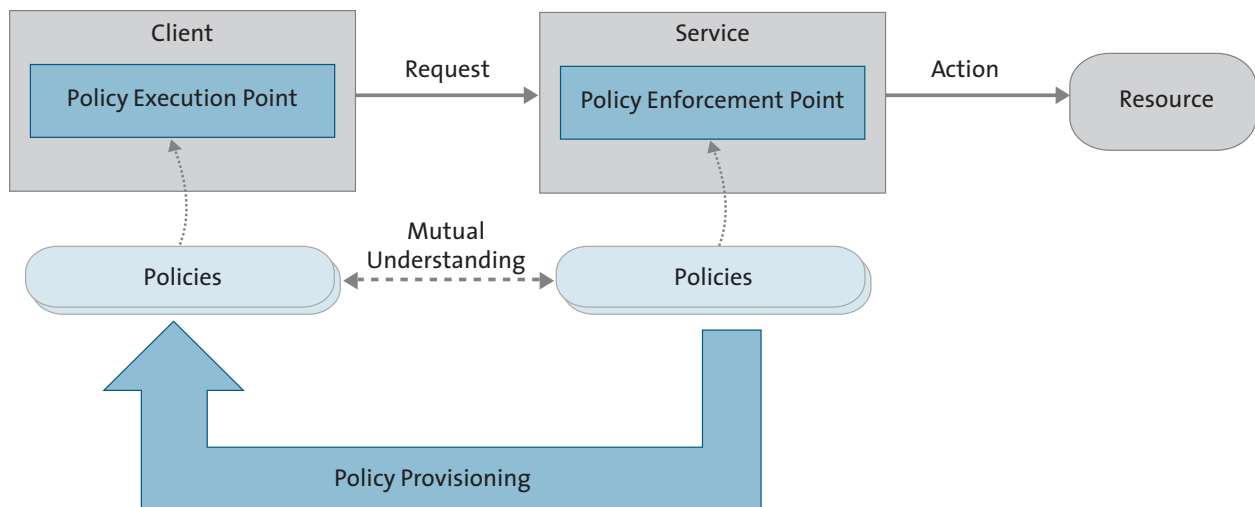 Client
Service
Policy Execution Point
Request
Policy Enforcement Point
Action
Resource
Mutual
Understanding
Policies
Policies
Policy Provisioning